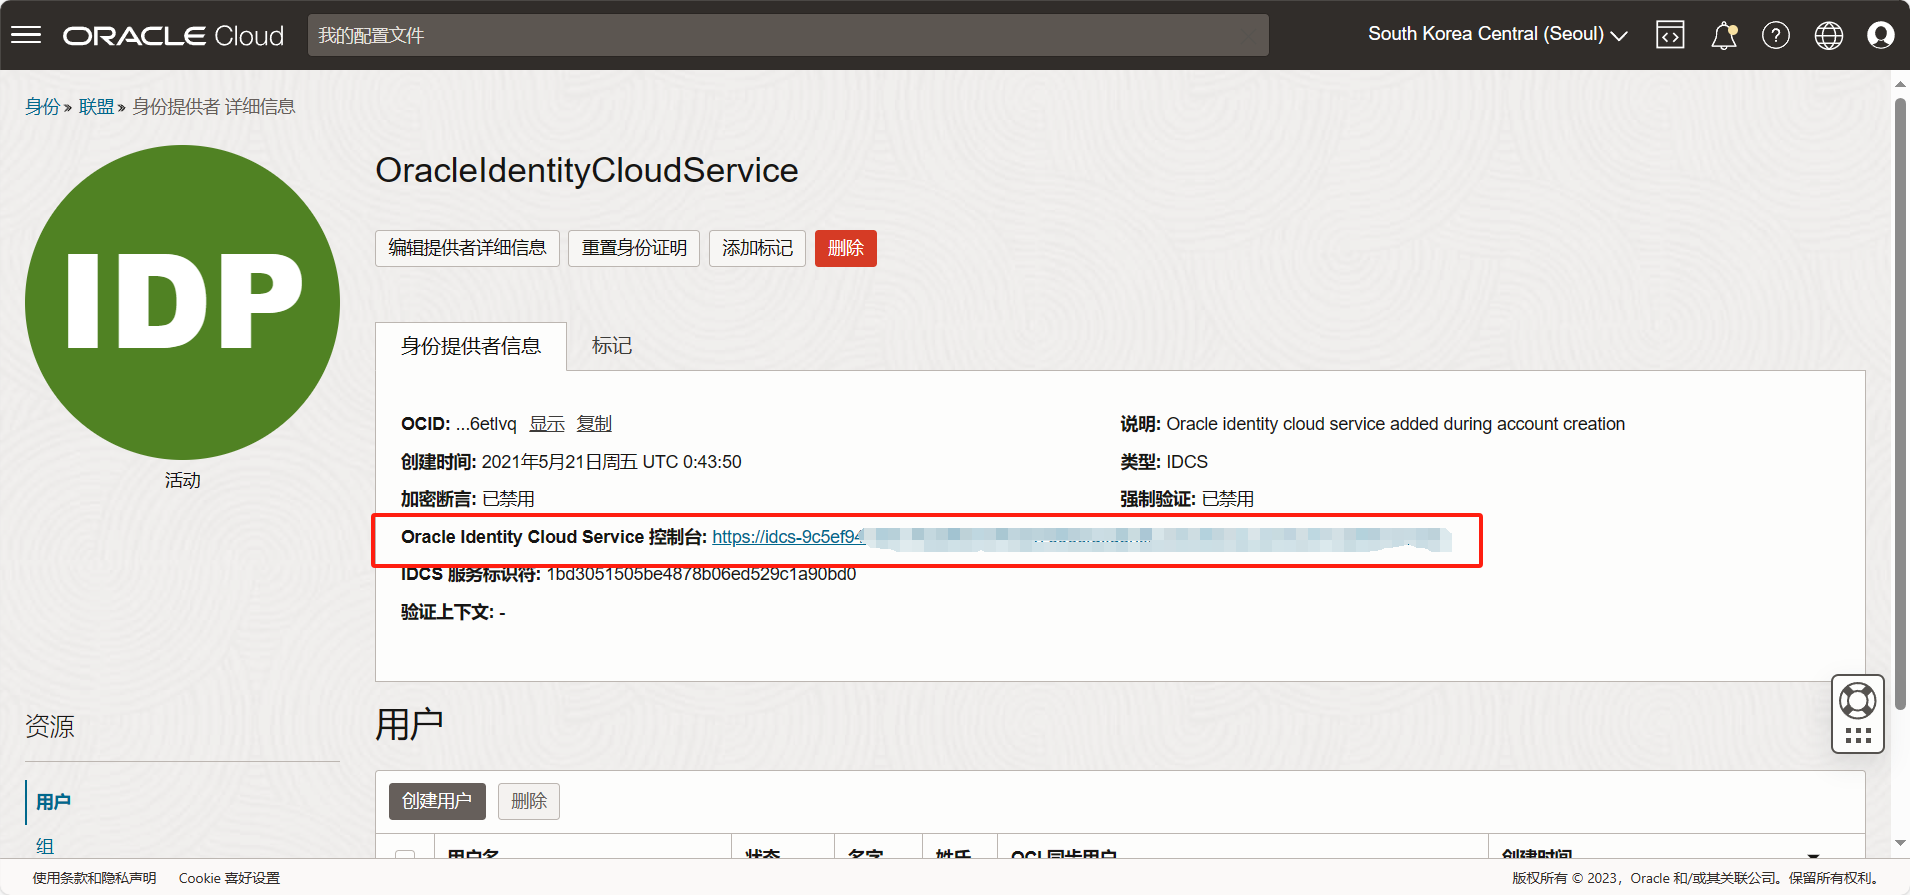 ORACLE Cloud
我的配置文件
South Korea Central (Seoul)
身份 » 联盟 » 身份提供者 详细信息
IDP
活动
OracleIdentityCloudService
编辑提供者详细信息 重置身份证明 添加标记 删除
身份提供者信息 标记
OCID: ...6etlvq 显示 复制
说明: Oracle identity cloud service added during account creation
创建时间: 2021年5月21日周五 UTC 0:43:50
类型: IDCS
加密断言: 已禁用
强制验证: 已禁用
Oracle Identity Cloud Service 控制台: https://idcs-9c5ef94
IDCS 服务标识符: 1bd3051505be4878b06ed529c1a90bd0
验证上下文: -
资源
用户
组
用户
创建用户 删除
用户名 状态 名字 姓氏 OCI 同步用户 创建时间
使用条款和隐私声明 Cookie 喜好设置
版权所有 © 2023，Oracle 和/或其关联公司。保留所有权利。